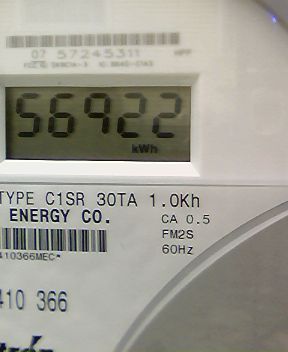 07 57245311
56922
kWh
TYPE C1SR 30TA 1.0Kh
ENERGY CO.
CA 0.5
FM2S
60Hz
410366MEC*
410 366